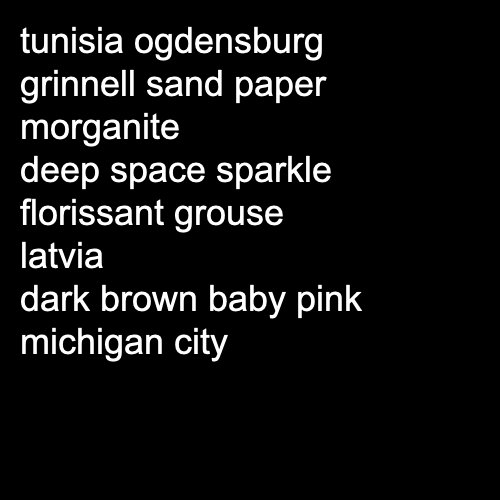 tunisia ogdensburg
grinnell sand paper
morganite
deep space sparkle
florissant grouse
latvia
dark brown baby pink
michigan city